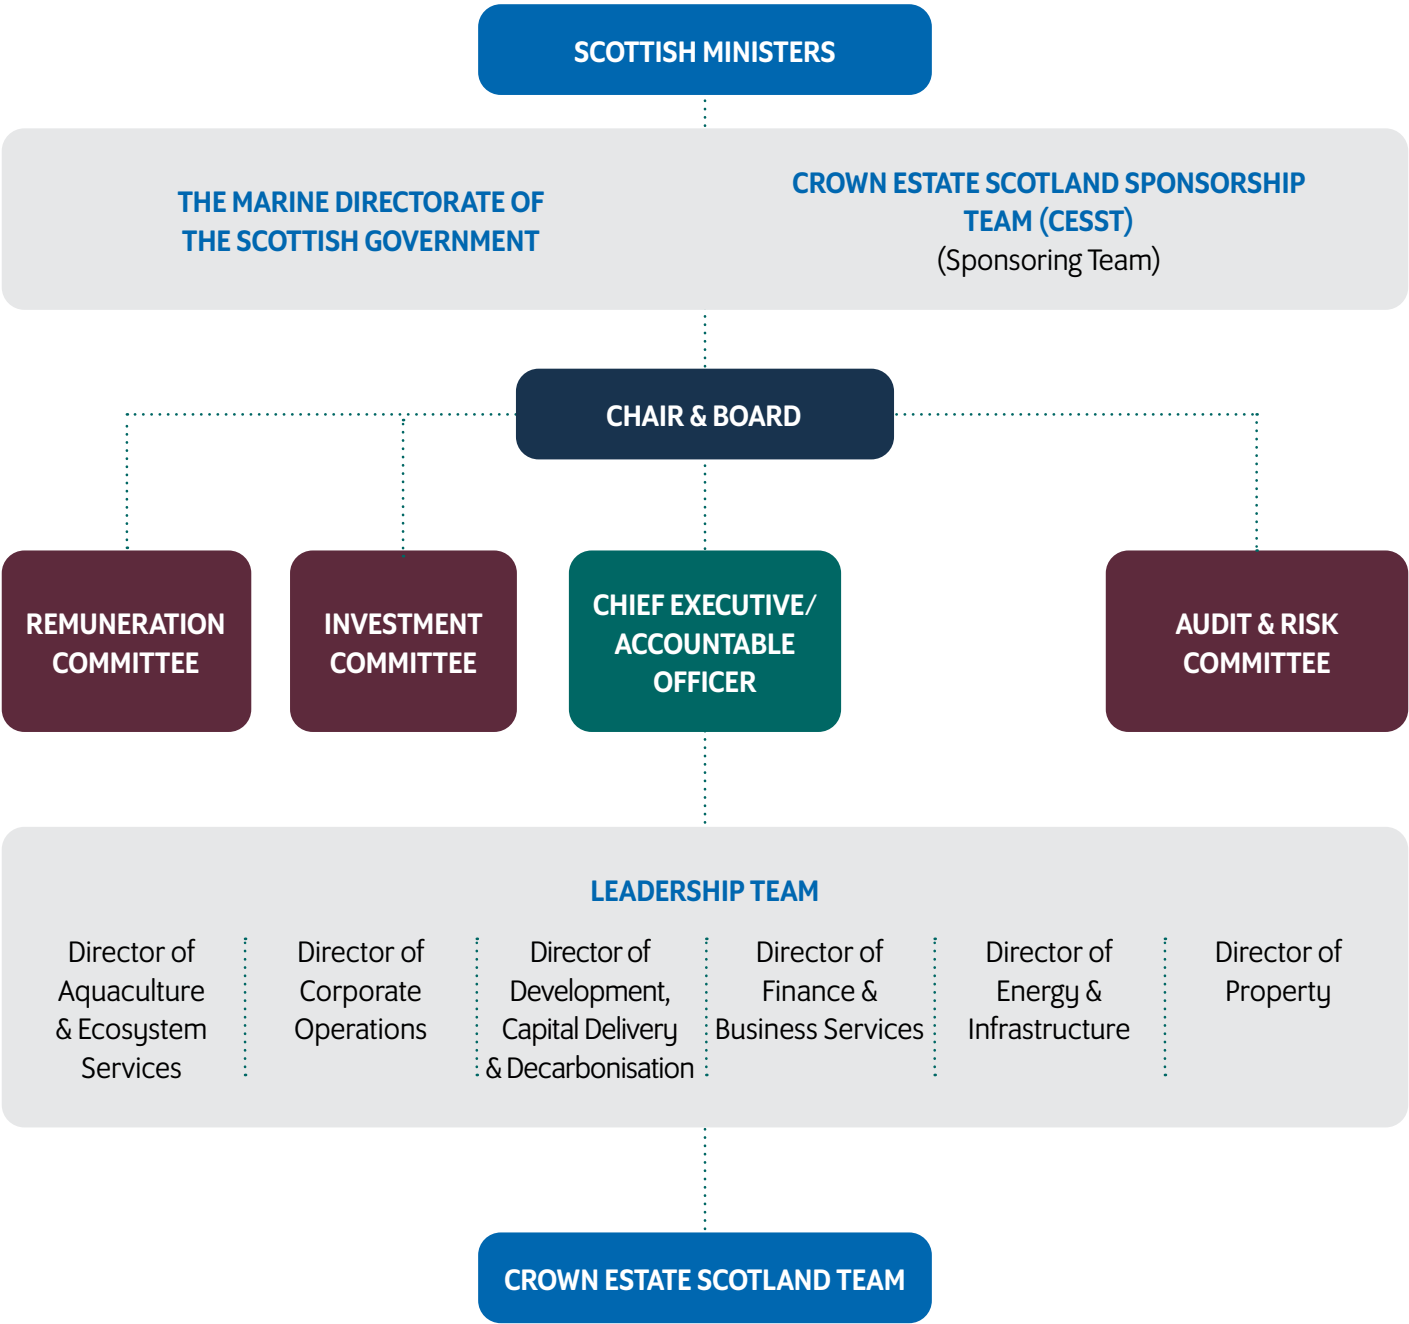 SCOTTISH MINISTERS
THE MARINE DIRECTORATE OF
THE SCOTTISH GOVERNMENT
CROWN ESTATE SCOTLAND SPONSORSHIP
TEAM (CESST)
(Sponsoring Team)
CHAIR & BOARD
REMUNERATION
COMMITTEE
INVESTMENT
COMMITTEE
CHIEF EXECUTIVE/
ACCOUNTABLE
OFFICER
AUDIT & RISK
COMMITTEE
LEADERSHIP TEAM
Director of
Aquaculture
& Ecosystem
Services
Director of
Corporate
Operations
Director of
Development,
Capital Delivery
& Decarbonisation
Director of
Finance &
Business Services
Director of
Energy &
Infrastructure
Director of
Property
CROWN ESTATE SCOTLAND TEAM